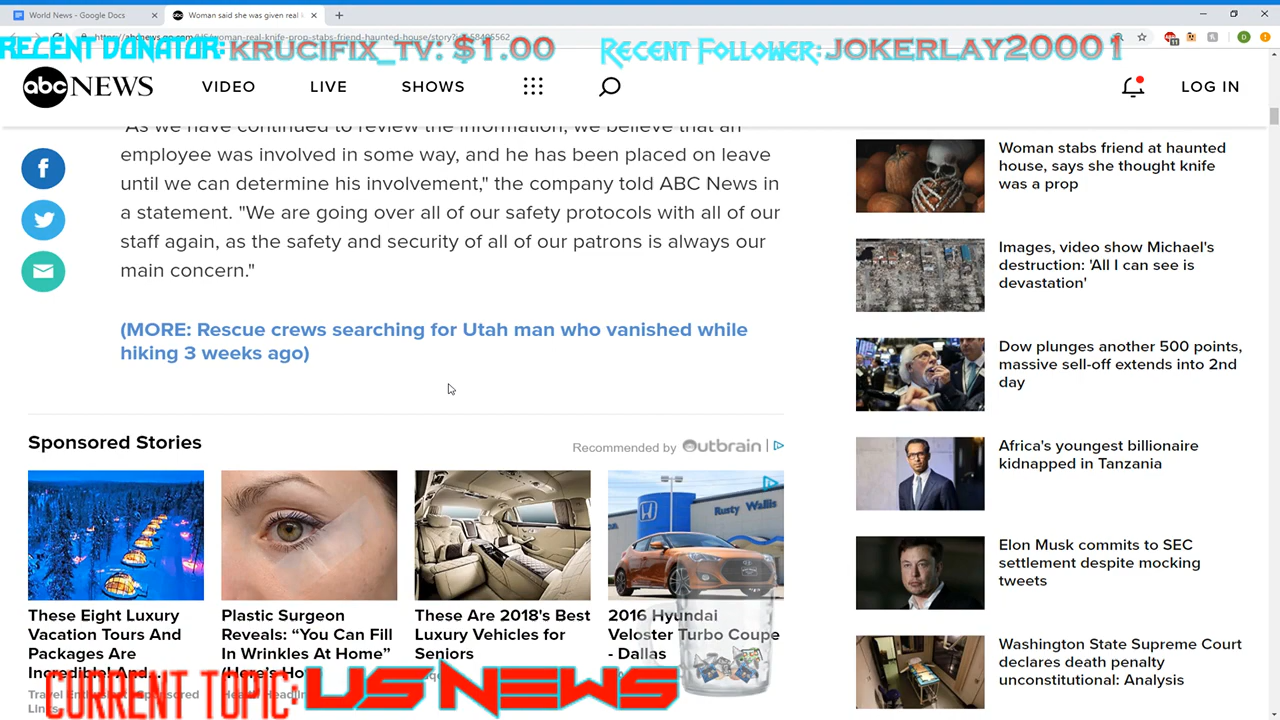 World News - Google Docs
Woman said she was given real k
RECENT DONATOR: KRUCIFIX_TV: $1.00
RECENT FOLLOWER: JOKERLAY20001
abc NEWS
VIDEO
LIVE
SHOWS
LOG IN
"As we have continued to review the information, we believe that an
employee was involved in some way, and he has been placed on leave
until we can determine his involvement," the company told ABC News in
a statement. "We are going over all of our safety protocols with all of our
staff again, as the safety and security of all of our patrons is always our
main concern."
(MORE: Rescue crews searching for Utah man who vanished while
hiking 3 weeks ago)
Sponsored Stories
Recommended by Outbrain
Rusty Wallis
These Eight Luxury
Vacation Tours And
Packages Are
Incredible! And
Travel Enthusiast | Sponsored
Links
Plastic Surgeon
Reveals: “You Can Fill
In Wrinkles At Home”
(Here's Ho
Health Headlin
These Are 2018's Best
Luxury Vehicles for
Seniors
2016 Hyundai
Veloster Turbo Coupe
- Dallas
Woman stabs friend at haunted
house, says she thought knife
was a prop
Images, video show Michael's
destruction: 'All I can see is
devastation'
Dow plunges another 500 points,
massive sell-off extends into 2nd
day
Africa's youngest billionaire
kidnapped in Tanzania
Elon Musk commits to SEC
settlement despite mocking
tweets
Washington State Supreme Court
declares death penalty
unconstitutional: Analysis
CURRENT TOPIC: US NEWS